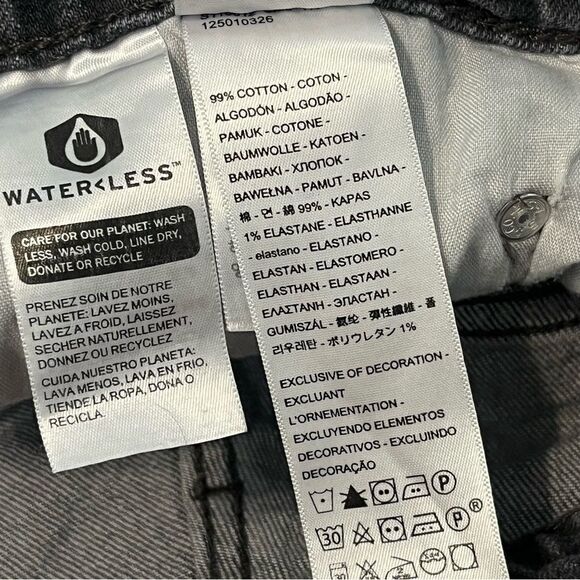 WATER<LESS™
CARE FOR OUR PLANET: WASH
LESS, WASH COLD, LINE DRY,
DONATE OR RECYCLE
PRENEZ SOIN DE NOTRE
PLANETE: LAVEZ MOINS,
LAVEZ A FROID, LAISSEZ
SECHER NATURELLEMENT,
DONNEZ OU RECYCLEZ
CUIDA NUESTRO PLANETA:
LAVA MENOS, LAVA EN FRIO,
TIENDE LA ROPA, DONA O
RECICLA.
125010326
99% COTTON - COTON -
ALGODÓN - ALGODÃO -
PAMUK - COTONE -
BAUMWOLLE - KATOEN -
BAMBAKI - ХЛОПОК -
BAWEŁNA - PAMUT - BAVLNA -
棉 - 면 - 綿 99% - KAPAS
1% ELASTANE - ELASTHANNE
- elastano - ELASTANO -
ELASTAN - ELASTOMERO -
ELASTHAN - ELASTAAN -
ΕΛΑΣΤΑΝΗ - ЭЛАСТАН -
GUMISZÁL - 氨纶 - 彈性纖維 - 폴
리우레탄 - ポリウレタン 1%
EXCLUSIVE OF DECORATION -
EXCLUANT
L'ORNEMENTATION -
EXCLUYENDO ELEMENTOS
DECORATIVOS - EXCLUINDO
DECORAÇÃO
P
30
P
30